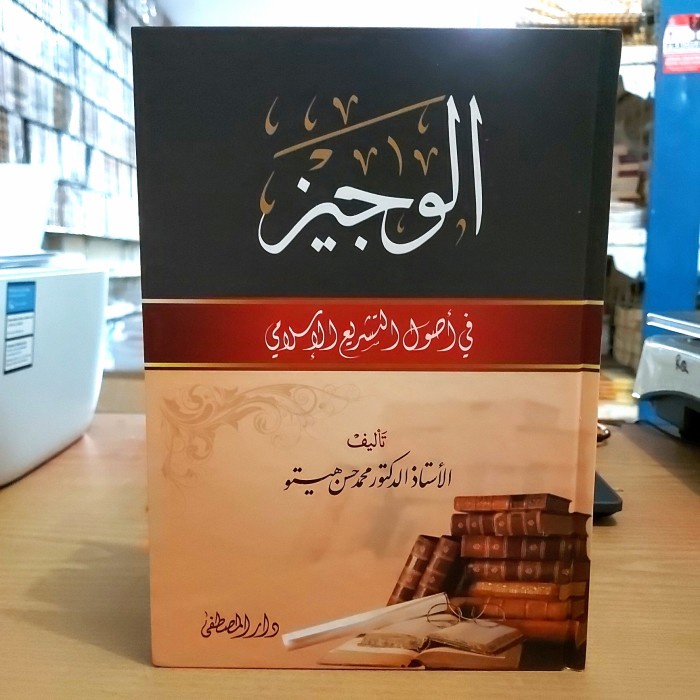 الوجيز
في أصول التشريع الإسلامي
تأليف
الأستاذ الدكتور محمد حسن هيتو
دار المصطفى